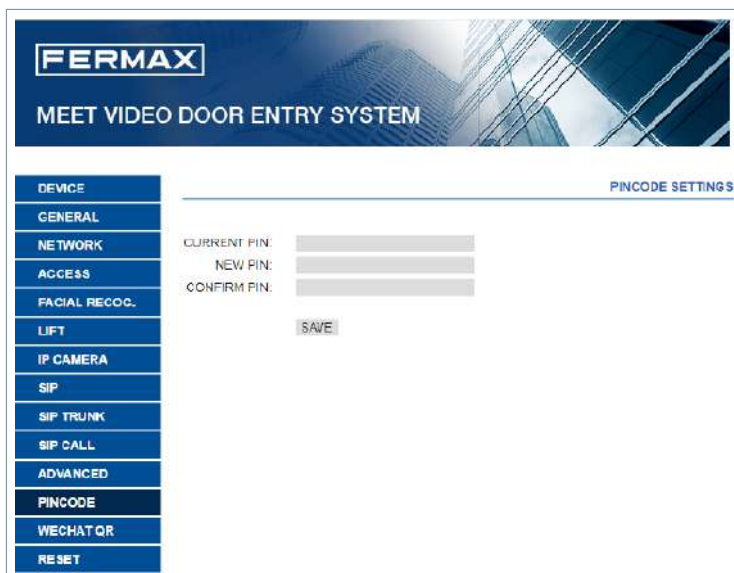 FERMAX
MEET VIDEO DOOR ENTRY SYSTEM
PINCODE SETTINGS
DEVICE
GENERAL
NETWORK
ACCESS
FACIAL RECOG.
LIFT
IP CAMERA
SIP
SIP TRUNK
SIP CALL
ADVANCED
PINCODE
WECHAT QR
RESET
CURRENT PIN:
NEW PIN:
CONFIRM PIN:
SAVE